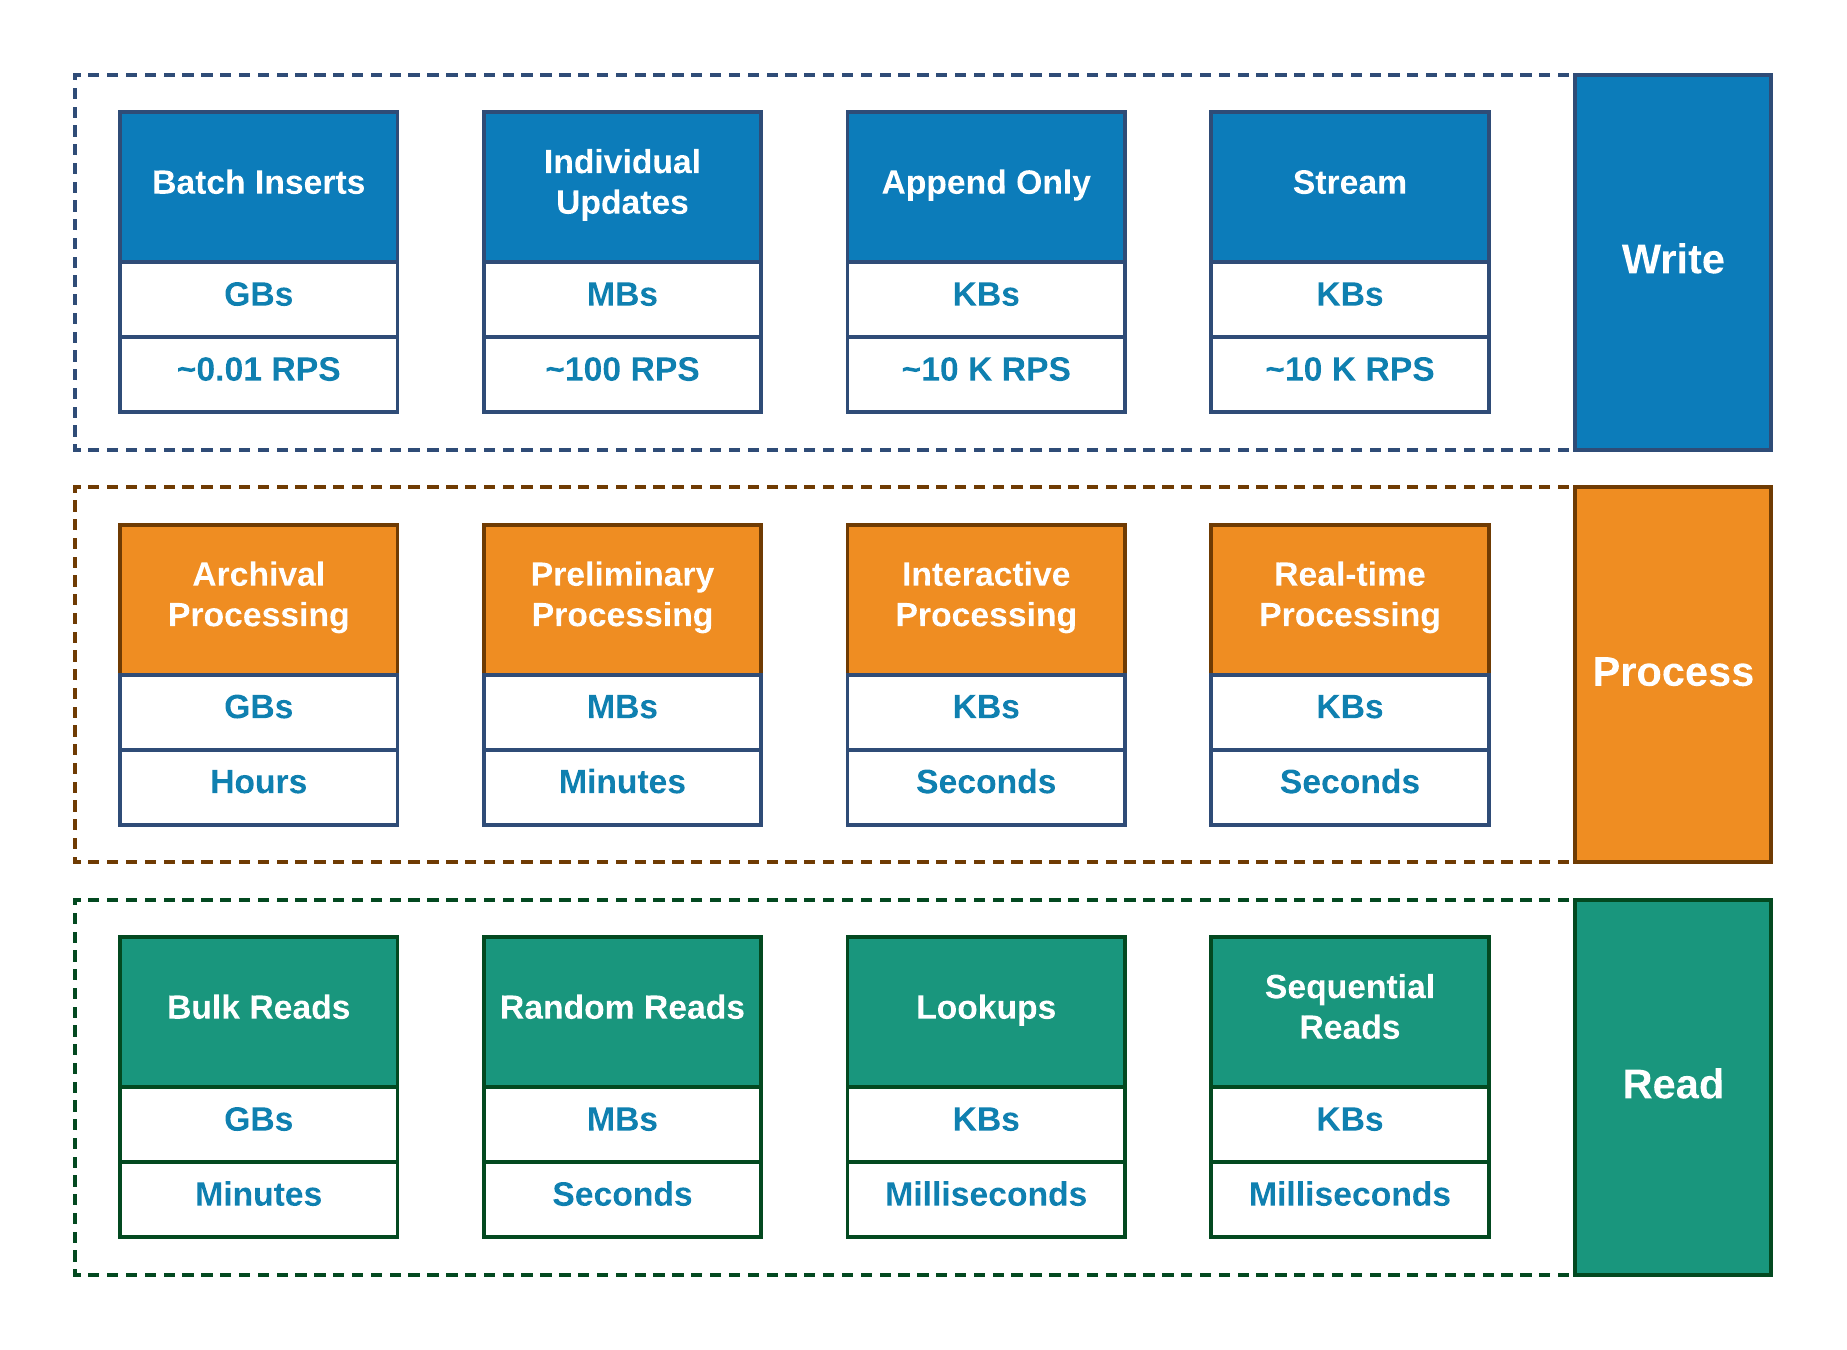 Batch Inserts
GBs
~0.01 RPS
Individual
Updates
MBs
~100 RPS
Append Only
KBs
~10 K RPS
Stream
KBs
~10 K RPS
Write
Archival
Processing
GBs
Hours
Preliminary
Processing
MBs
Minutes
Interactive
Processing
KBs
Seconds
Real-time
Processing
KBs
Seconds
Process
Bulk Reads
GBs
Minutes
Random Reads
MBs
Seconds
Lookups
KBs
Milliseconds
Sequential
Reads
KBs
Milliseconds
Read